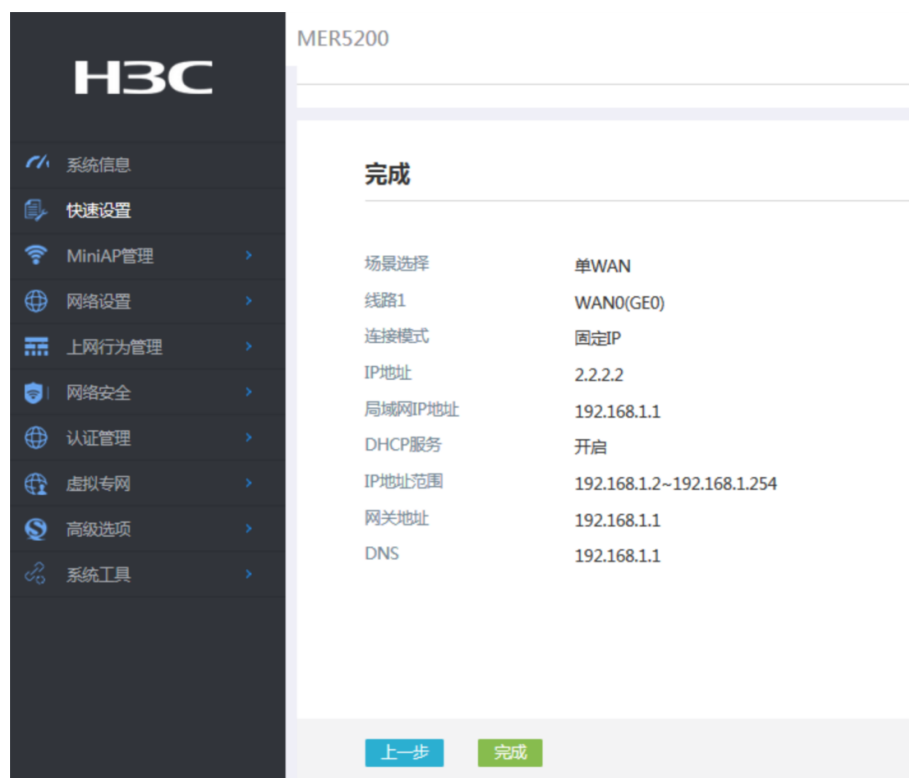 MER5200
H3C
系统信息
快速设置
MiniAP管理
网络设置
上网行为管理
网络安全
认证管理
虚拟专网
高级选项
系统工具
完成
场景选择 单WAN
线路1 WAN0(GE0)
连接模式 固定IP
IP地址 2.2.2.2
局域网IP地址 192.168.1.1
DHCP服务 开启
IP地址范围 192.168.1.2~192.168.1.254
网关地址 192.168.1.1
DNS 192.168.1.1
上一步 完成